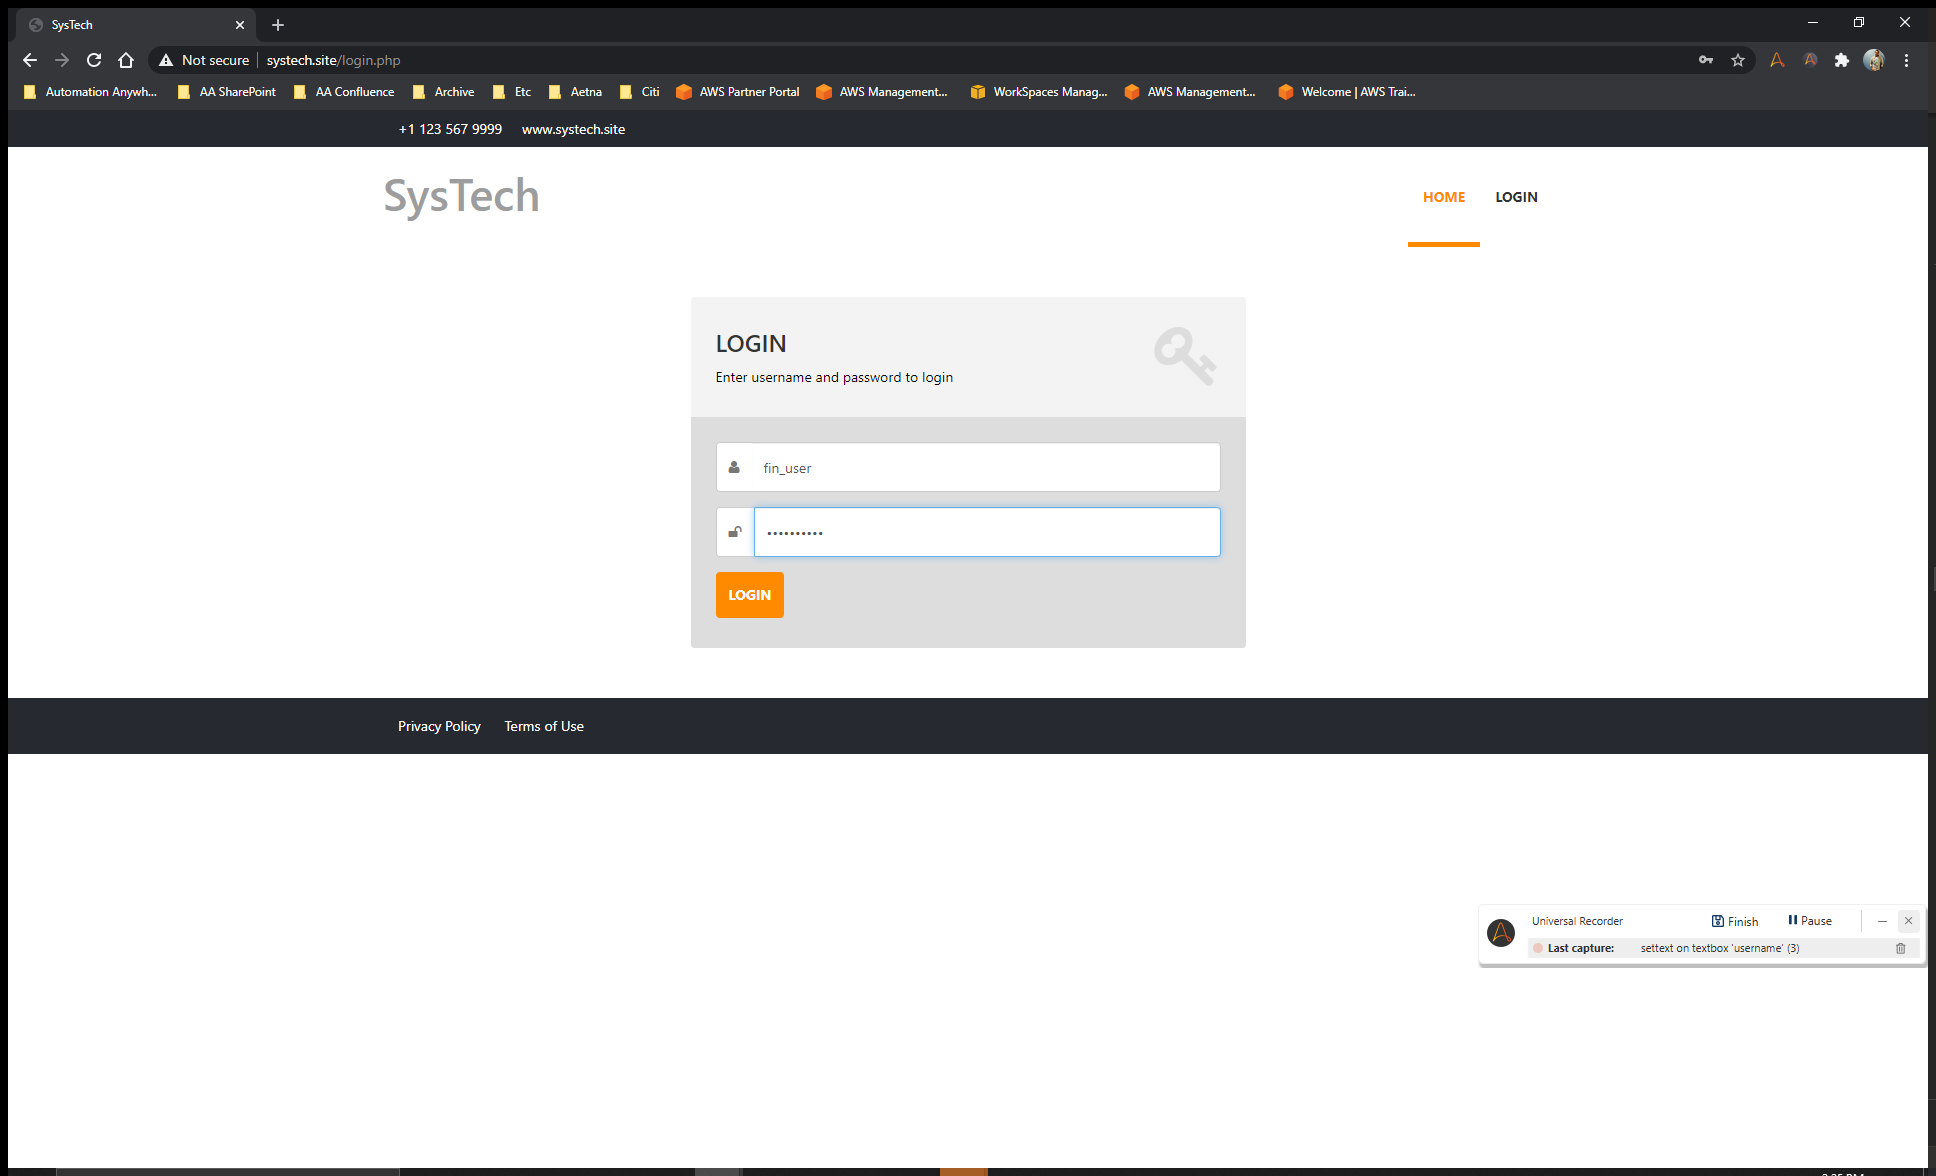 SysTech
Not secure systech.site/login.php
Automation Anywh... AA SharePoint AA Confluence Archive Etc Aetna Citi AWS Partner Portal AWS Management... WorkSpaces Manag... AWS Management... Welcome | AWS Trai...
+1 123 567 9999 www.systech.site
SysTech
HOME LOGIN
LOGIN
Enter username and password to login
fin_user
••••••••••
LOGIN
Privacy Policy Terms of Use
Universal Recorder Finish Pause
Last capture: settext on textbox 'username' (3)